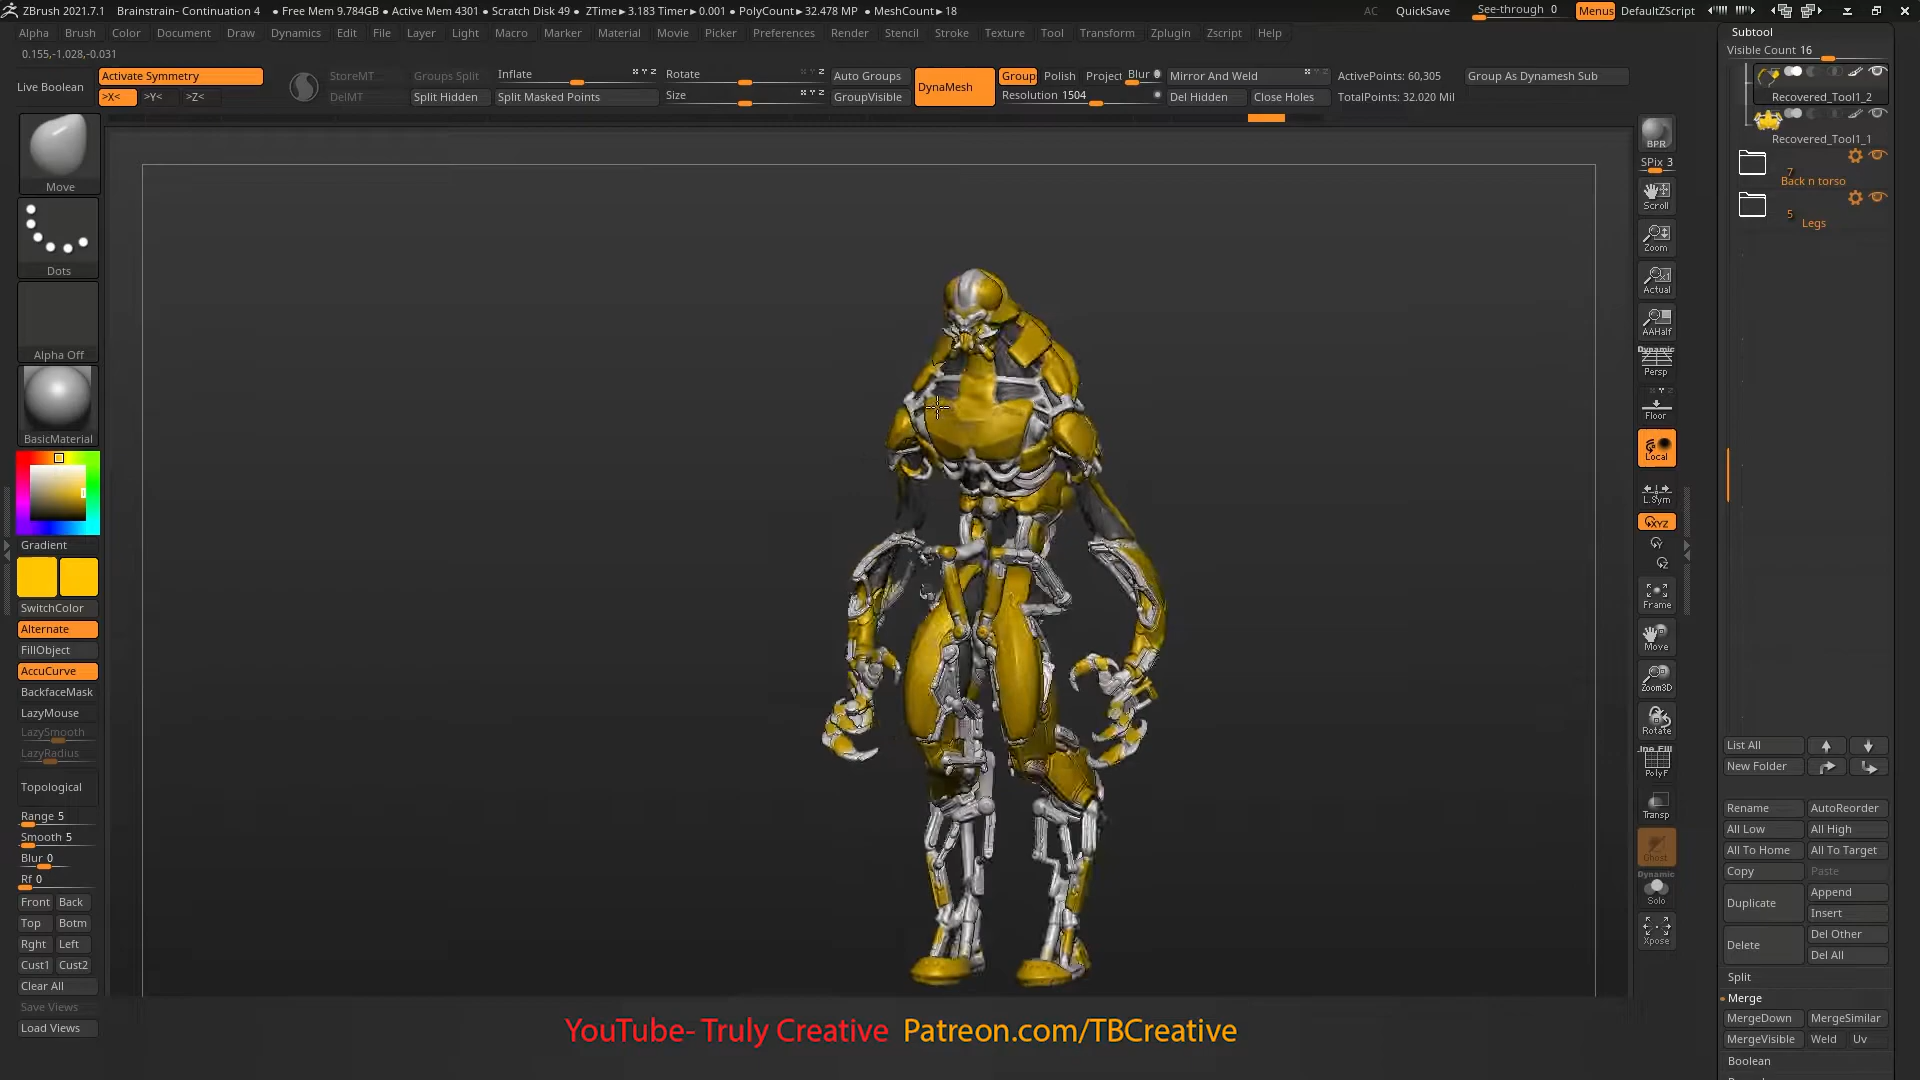 ZBrush 2021.7.1 Brainstrain- Continuation 4 • Free Mem 9.784GB • Active Mem 4301 • Scratch Disk 49 • ZTime►3.183 Timer►0.001 • PolyCount►32.478 MP • MeshCount►18 AC QuickSave See-through 0 Menus DefaultZScript
Alpha Brush Color Document Draw Dynamics Edit File Layer Light Macro Marker Material Movie Picker Preferences Render Stencil Stroke Texture Tool Transform Zplugin Zscript Help
0.155,-1.028,-0.031
Live Boolean
Activate Symmetry
>X< >Y< >Z<
StoreMT
DelMT
Groups Split
Split Hidden
Inflate
Split Masked Points
Rotate
Size
Auto Groups
GroupVisible
DynaMesh
Group Polish Project Blur 8
Resolution 1504
Mirror And Weld
Del Hidden Close Holes
ActivePoints: 60,305
TotalPoints: 32.020 Mil
Group As Dynamesh Sub
Move
Dots
Alpha Off
BasicMaterial
Gradient
SwitchColor
Alternate
FillObject
AccuCurve
BackfaceMask
LazyMouse
LazySmooth
LazyRadius
Topological
Range 5
Smooth 5
Blur 0
Rf 0
Front Back
Top Botm
Rght Left
Cust1 Cust2
Clear All
Save Views
Load Views
BPR
SPix 3
Scroll
Zoom
Actual
AAHalf
Dynamic
Persp
Floor
Local
L.Sym
XYZ
Frame
Move
Zoom3D
Rotate
Line Fill
PolyF
Transp
Ghost
Dynamic
Solo
Xpose
Subtool
Visible Count 16
Recovered_Tool1_2
Recovered_Tool1_1
7
Back n torso
5
Legs
List All
New Folder
Rename AutoReorder
All Low All High
All To Home All To Target
Copy Paste
Duplicate Append
Insert
Delete Del Other
Del All
Split
Merge
MergeDown MergeSimilar
MergeVisible Weld Uv
Boolean
YouTube- Truly Creative Patreon.com/TBCreative